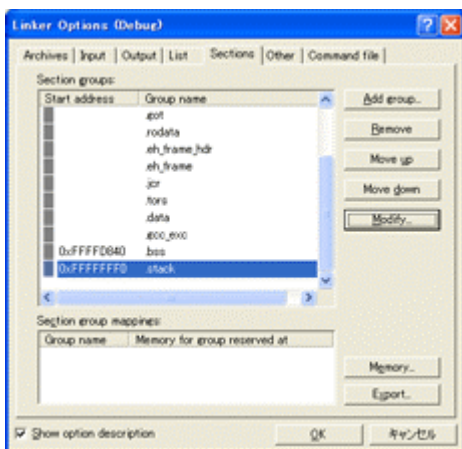 Linker Options (Debug)
Archives Input Output List Sections Other Command file
Section groups:
Start address Group name
.got
.rodata
.eh_frame_hdr
.eh_frame
.jcr
.tors
.data
.gcc_exc
0xFFFFD840 .bss
0xFFFFFFF0 .stack
Add group...
Remove
Move up
Move down
Modify...
Section group mappings:
Group name Memory for group reserved at
Memory...
Export...
Show option description
OK
キャンセル